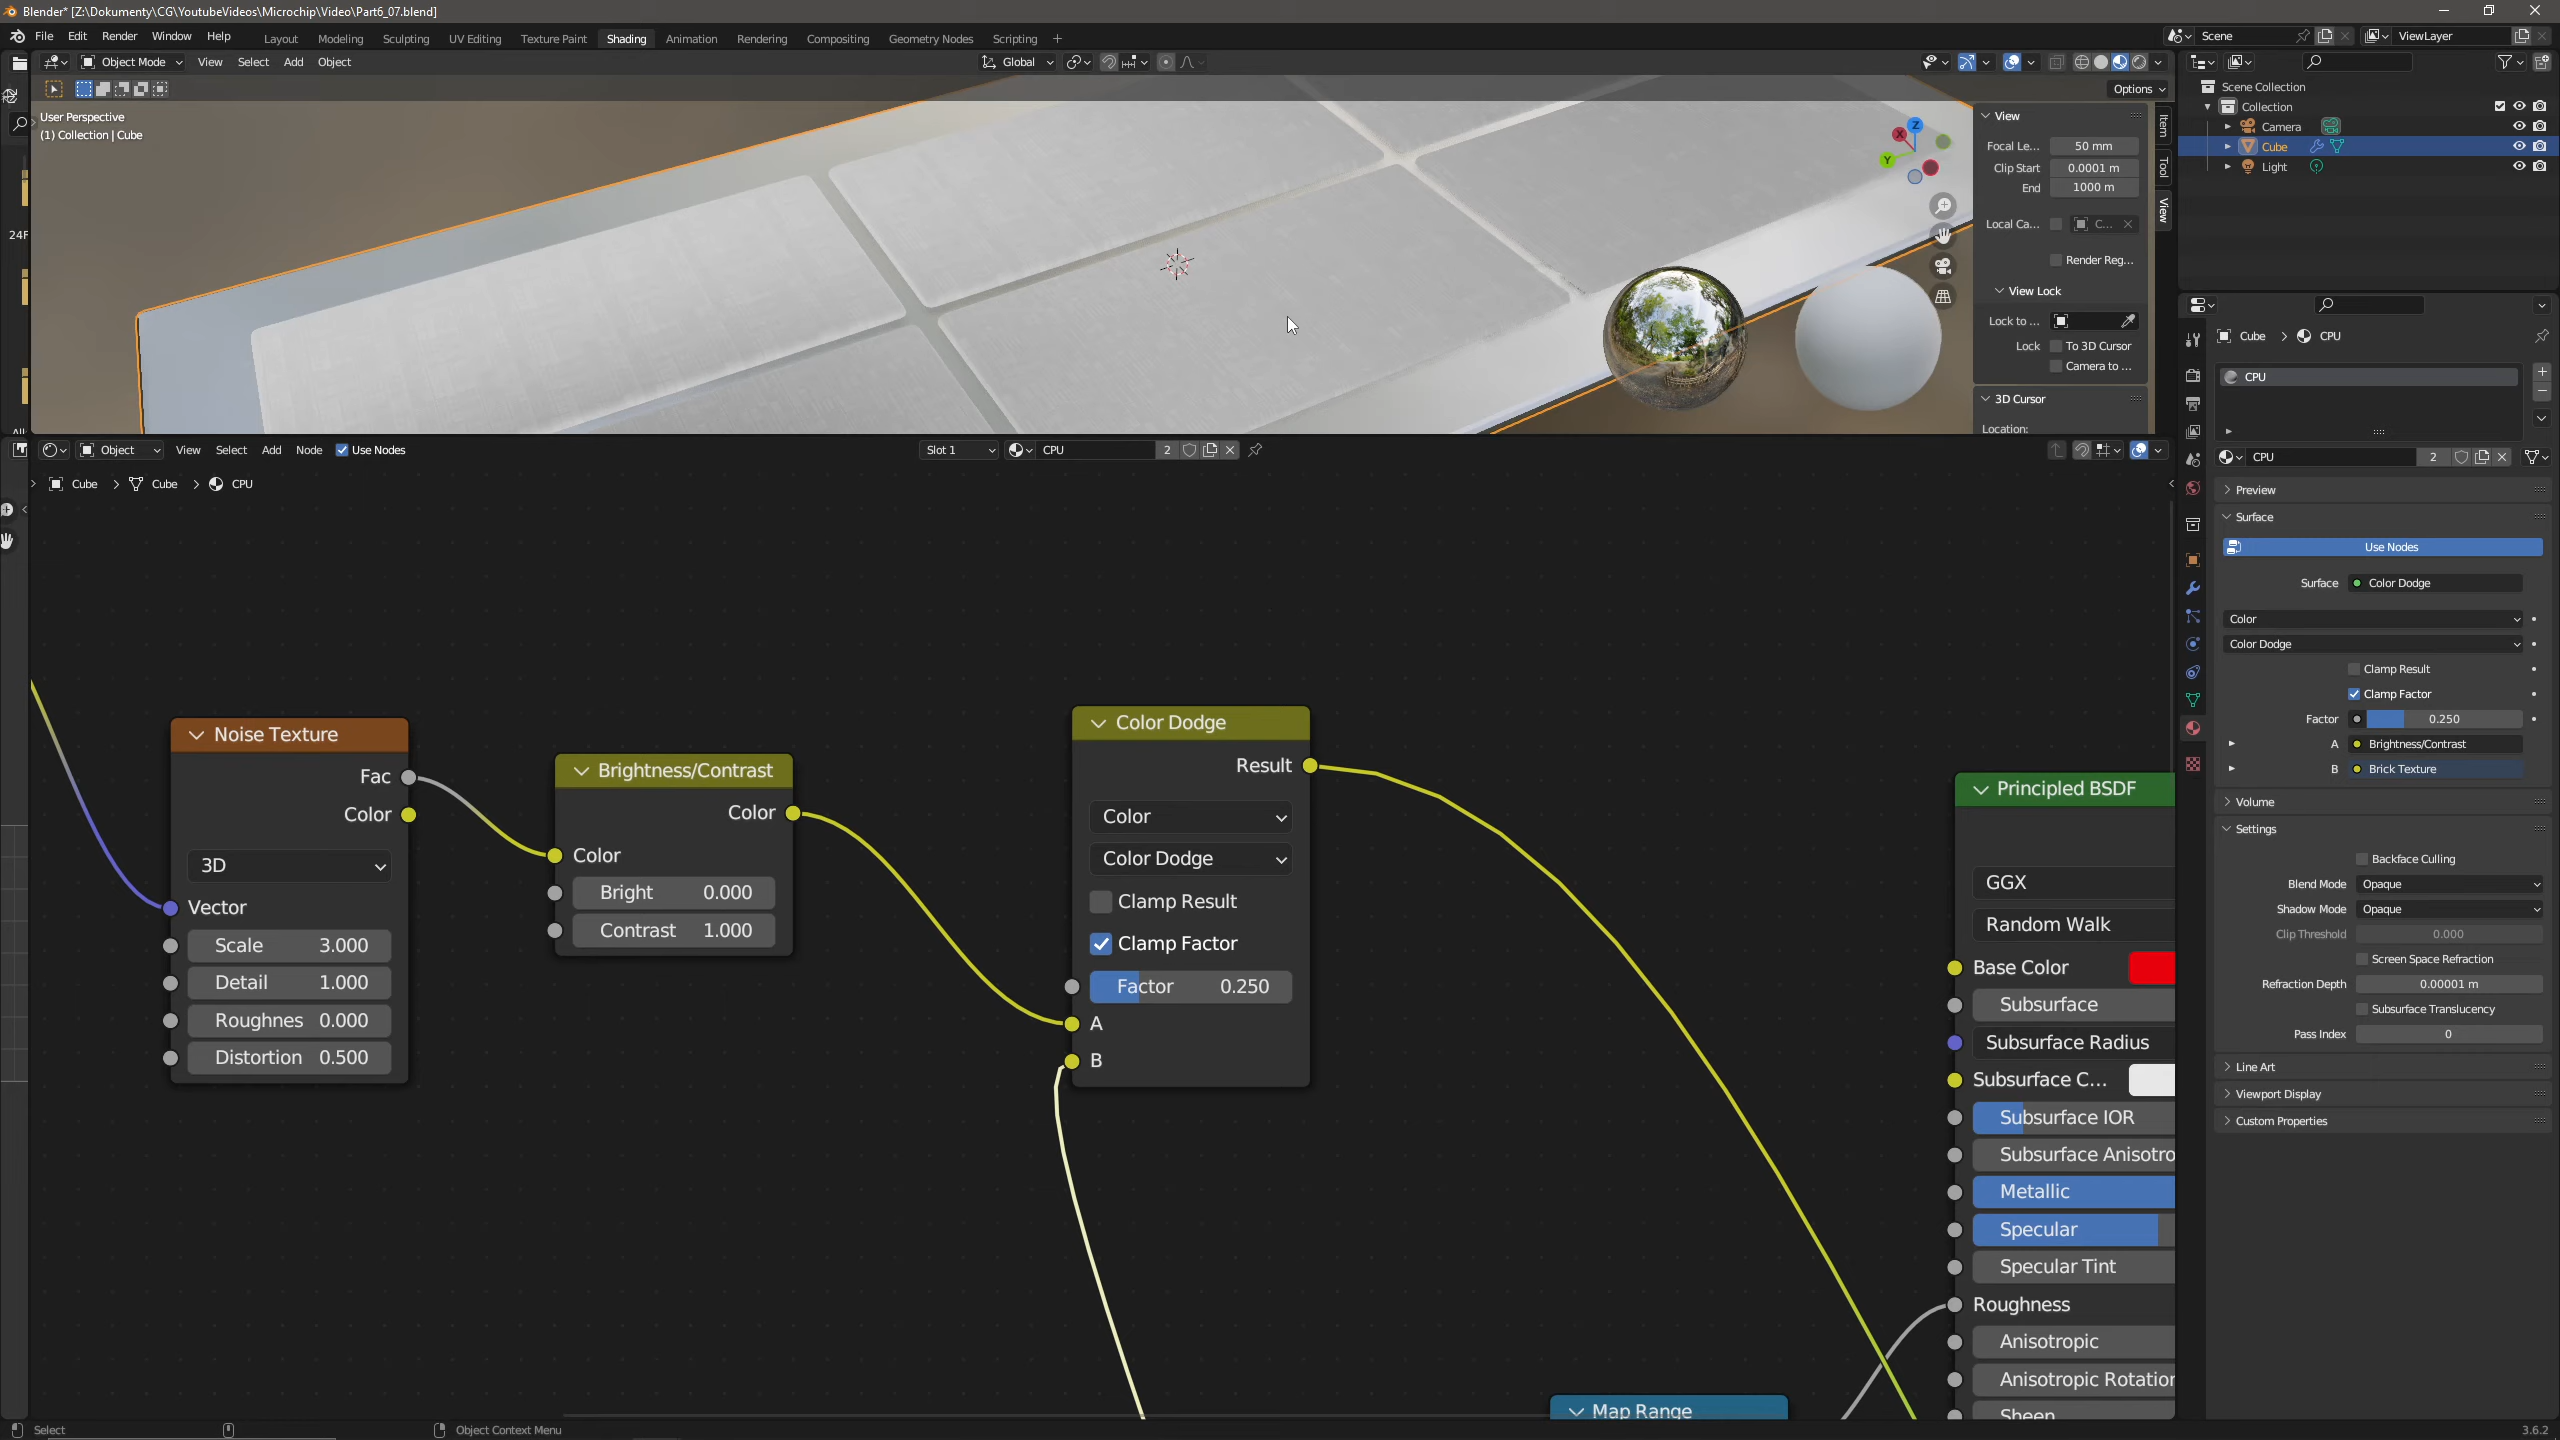 Blender* [Z:\Dokumenty\CG\YoutubeVideos\Microchip\Video\Part6_07.blend]
File Edit Render Window Help Layout Modeling Sculpting UV Editing Texture Paint Shading Animation Rendering Compositing Geometry Nodes Scripting + Scene ViewLayer
Object Mode View Select Add Object Global
Options
User Perspective
(1) Collection | Cube
View
Focal Le... 50 mm
Clip Start 0.0001 m
End 1000 m
Local Ca... C...
Render Reg...
View Lock
Lock to ...
Lock To 3D Cursor
Camera to ...
3D Cursor
Location:
Item
Tool
View
X
Y
Z
24F
Scene Collection
Collection
Camera
Cube
Light
Object View Select Add Node Use Nodes Slot 1 CPU 2
Cube > Cube > CPU
Noise Texture
Fac
Color
3D
Vector
Scale 3.000
Detail 1.000
Roughnes 0.000
Distortion 0.500
Brightness/Contrast
Color
Color
Bright 0.000
Contrast 1.000
Color Dodge
Result
Color
Color Dodge
Clamp Result
Clamp Factor
Factor 0.250
A
B
Principled BSDF
GGX
Random Walk
Base Color
Subsurface
Subsurface Radius
Subsurface C...
Subsurface IOR
Subsurface Anisotro
Metallic
Specular
Specular Tint
Roughness
Anisotropic
Anisotropic Rotation
Sheen
Map Range
Cube > CPU
CPU
CPU 2
Preview
Surface
Use Nodes
Surface Color Dodge
Color
Color Dodge
Clamp Result
Clamp Factor
Factor 0.250
A Brightness/Contrast
B Brick Texture
Volume
Settings
Backface Culling
Blend Mode Opaque
Shadow Mode Opaque
Clip Threshold 0.000
Screen Space Refraction
Refraction Depth 0.00001 m
Subsurface Translucency
Pass Index 0
Line Art
Viewport Display
Custom Properties
Select Object Context Menu 3.6.2